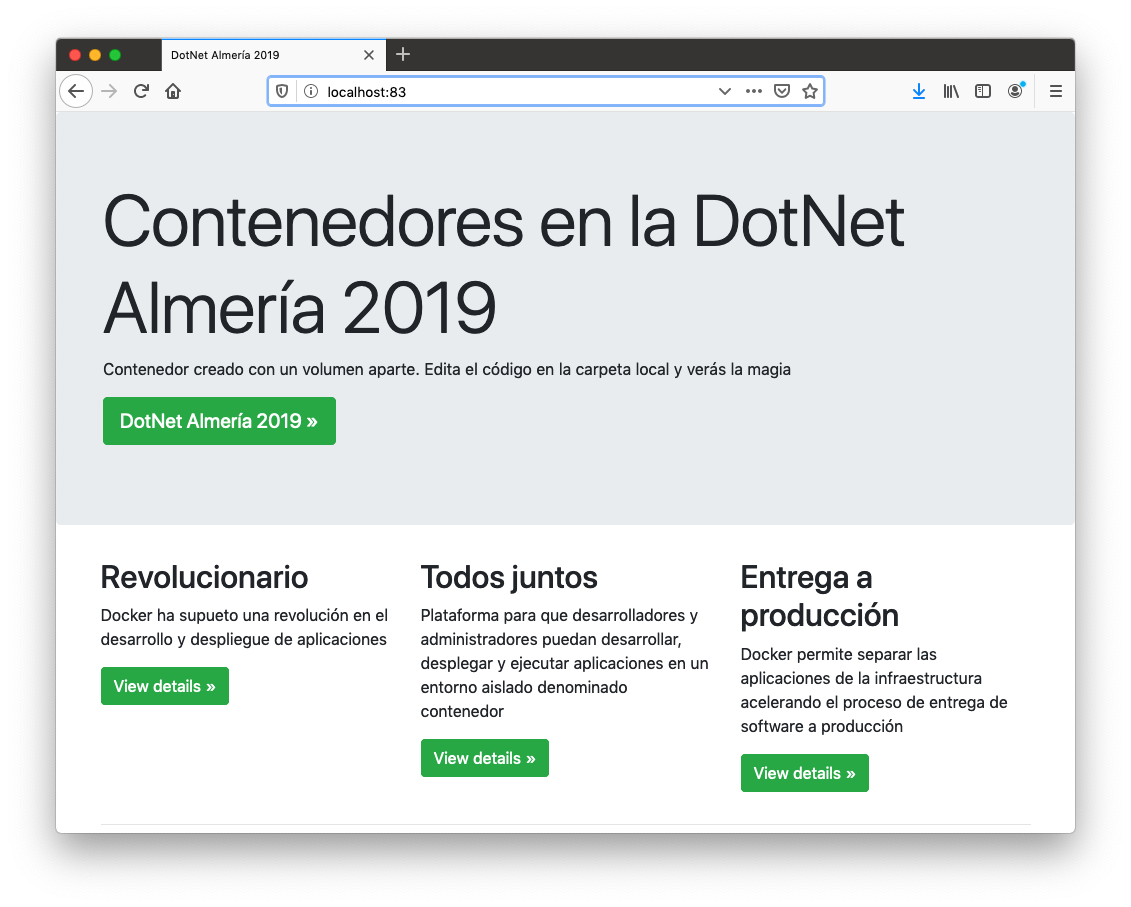 DotNet Almería 2019
localhost:83
Contenedores en la DotNet
Almería 2019
Contenedor creado con un volumen aparte. Edita el código en la carpeta local y verás la magia
DotNet Almería 2019 »
Revolucionario
Docker ha supueto una revolución en el
desarrollo y despliegue de aplicaciones
View details »
Todos juntos
Plataforma para que desarrolladores y
administradores puedan desarrollar,
desplegar y ejecutar aplicaciones en un
entorno aislado denominado
contenedor
View details »
Entrega a
producción
Docker permite separar las
aplicaciones de la infraestructura
acelerando el proceso de entrega de
software a producción
View details »